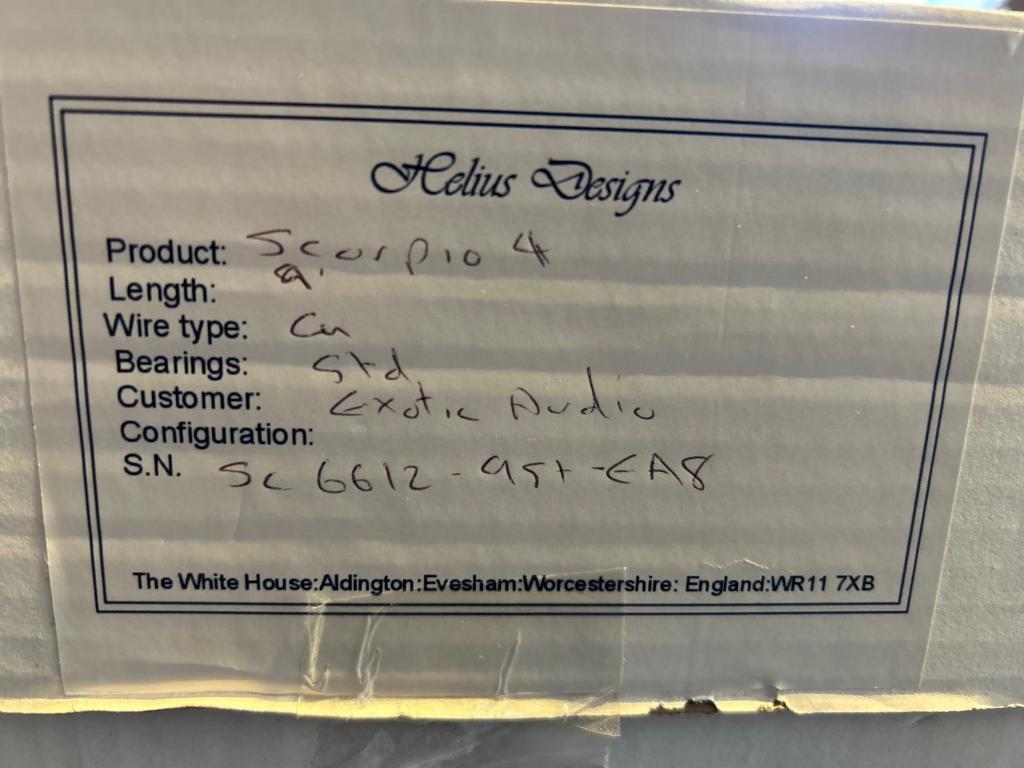 Helius Designs
Product: Scorpio 4
Length: 9"
Wire type: Cu
Bearings: Std
Customer: Exotic Audio
Configuration:
S.N. Sc 6612-9st-EA8
The White House:Aldington:Evesham:Worcestershire: England:WR11 7XB